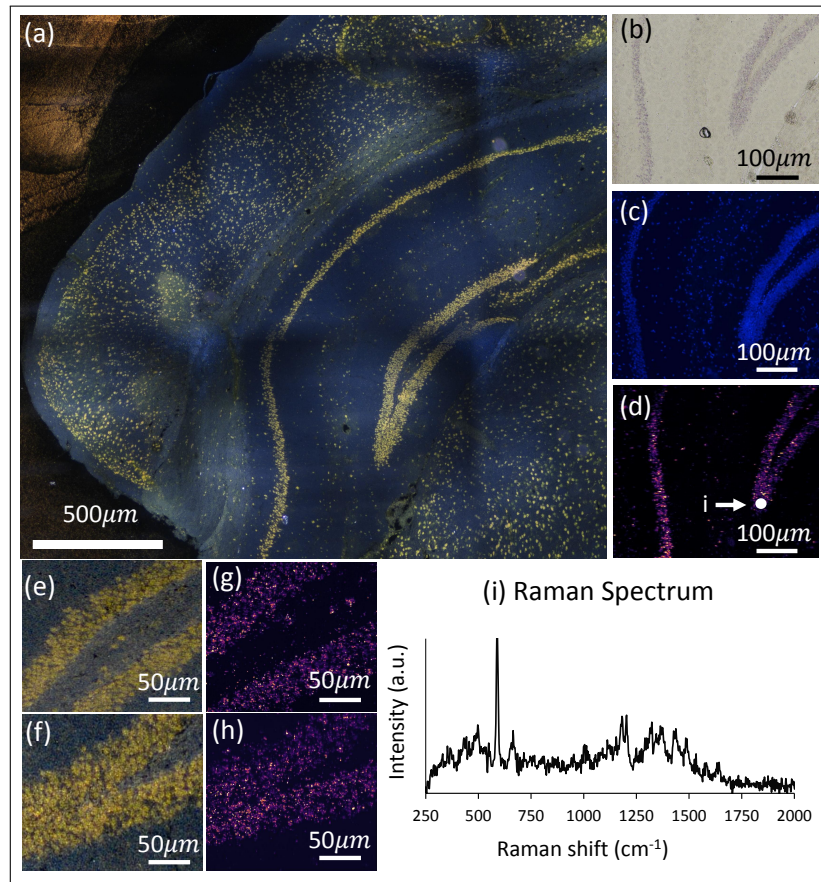 (a)
500μm
(b)
100μm
(c)
100μm
(d)
i
100μm
(e)
50μm
(f)
50μm
(g)
50μm
(h)
50μm
(i) Raman Spectrum
Intensity (a.u.)
250 500 750 1000 1250 1500 1750 2000
Raman shift (cm⁻¹)